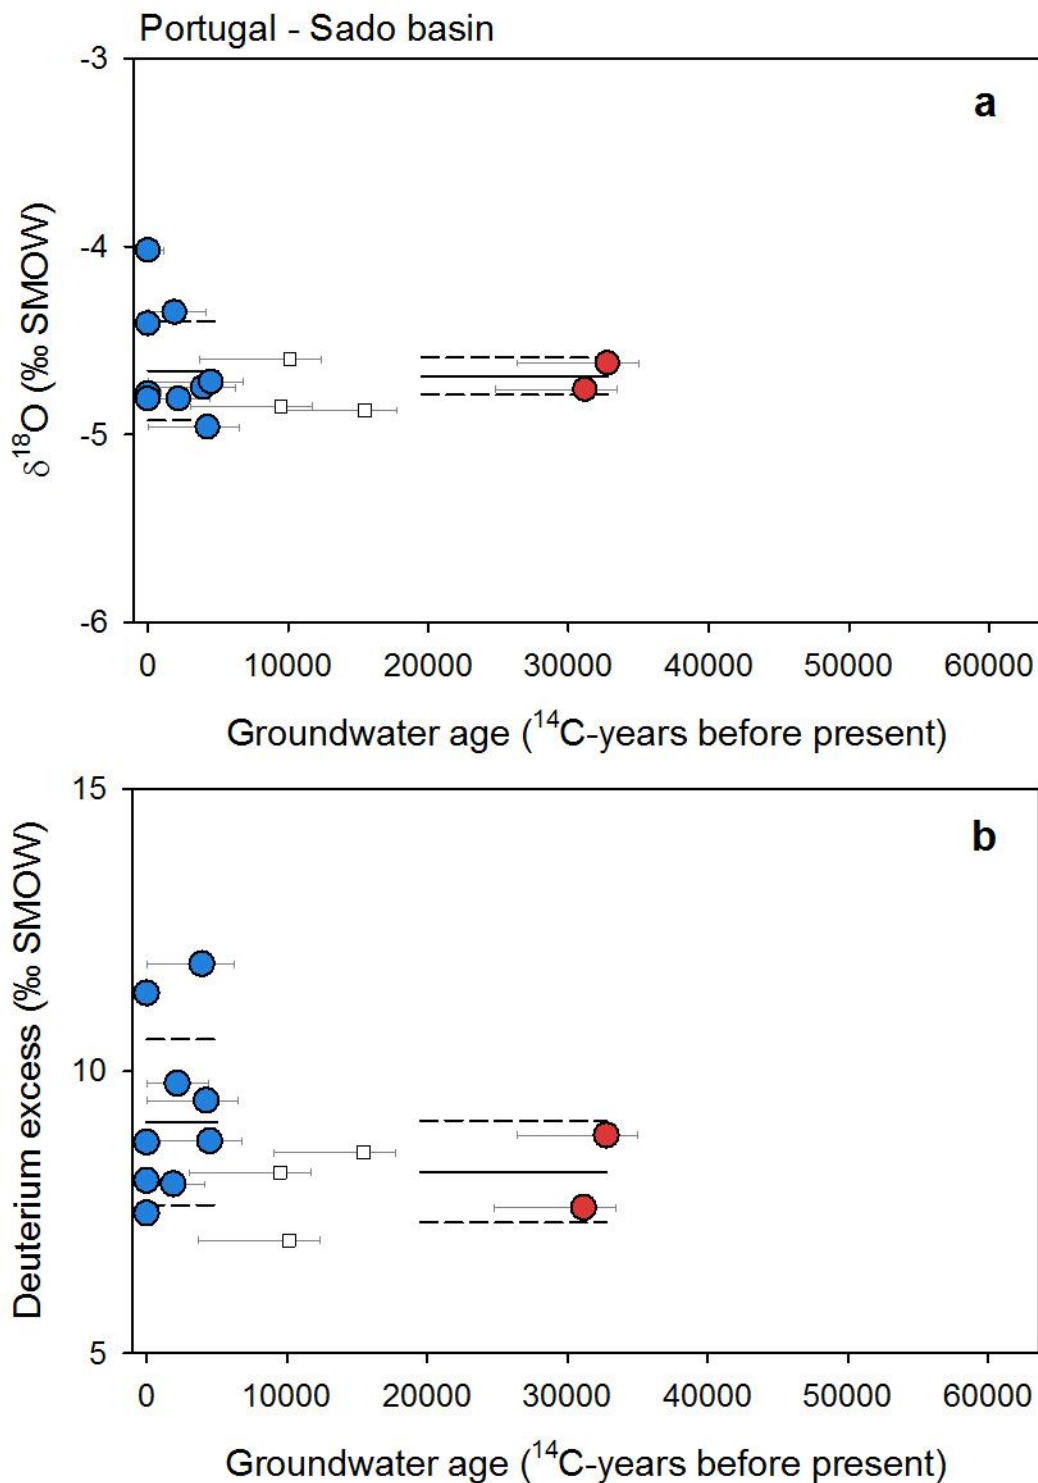 Portugal - Sado basin
a
-3
-4
-5
-6
δ18O (‰ SMOW)
0 10000 20000 30000 40000 50000 60000
Groundwater age (14C-years before present)
b
15
10
5
Deuterium excess (‰ SMOW)
0 10000 20000 30000 40000 50000 60000
Groundwater age (14C-years before present)